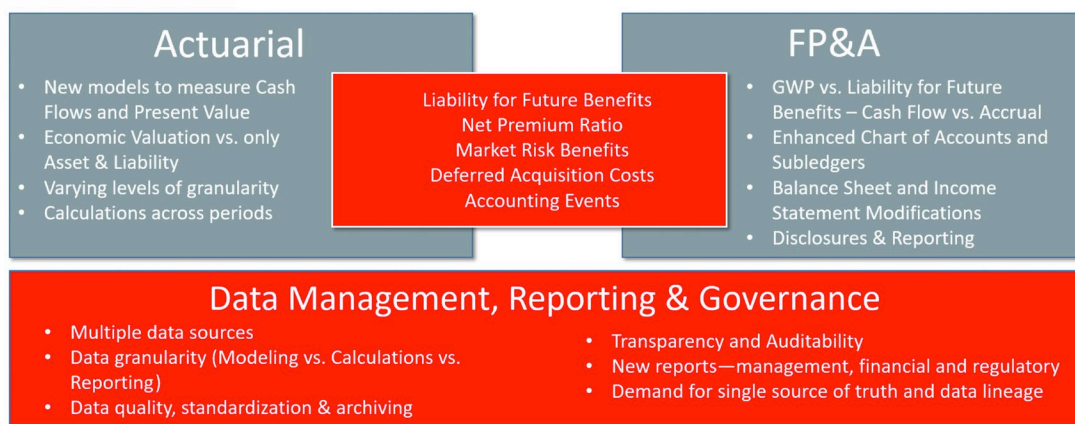 Actuarial
• New models to measure Cash
Flows and Present Value
• Economic Valuation vs. only
Asset & Liability
• Varying levels of granularity
• Calculations across periods
Liability for Future Benefits
Net Premium Ratio
Market Risk Benefits
Deferred Acquisition Costs
Accounting Events
FP&A
• GWP vs. Liability for Future
Benefits – Cash Flow vs. Accrual
• Enhanced Chart of Accounts and
Subledgers
• Balance Sheet and Income
Statement Modifications
• Disclosures & Reporting
Data Management, Reporting & Governance
• Multiple data sources
• Data granularity (Modeling vs. Calculations vs.
Reporting)
• Data quality, standardization & archiving
• Transparency and Auditability
• New reports—management, financial and regulatory
• Demand for single source of truth and data lineage